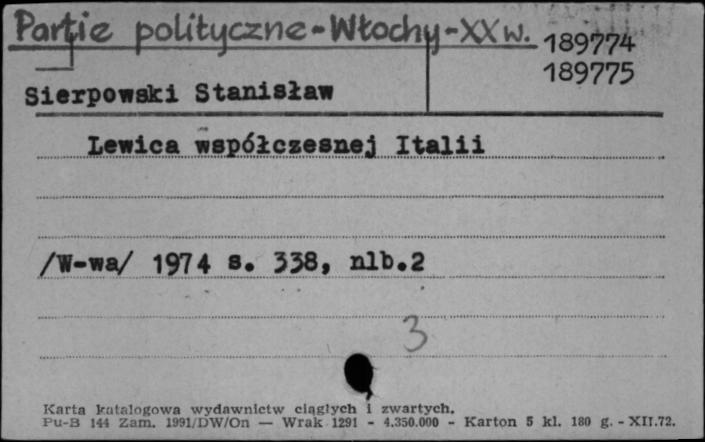 Partie polityczne-Włochy-XX w.
189774
189775
Sierpowski Stanisław
Lewica współczesnej Italii
/W-wa/ 1974 s. 338, nlb.2
3
Karta katalogowa wydawnictw ciągłych i zwartych.
Pu-B 144 Zam. 1991/DW/On — Wrak 1291 - 4.350.000 - Karton 5 kl. 180 g. - XII.72.